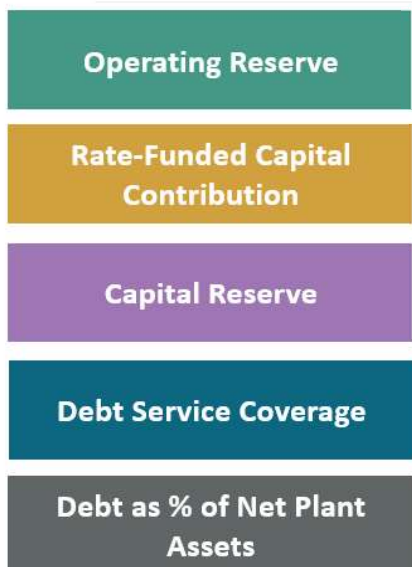 Operating Reserve
Rate-Funded Capital
Contribution
Capital Reserve
Debt Service Coverage
Debt as % of Net Plant
Assets